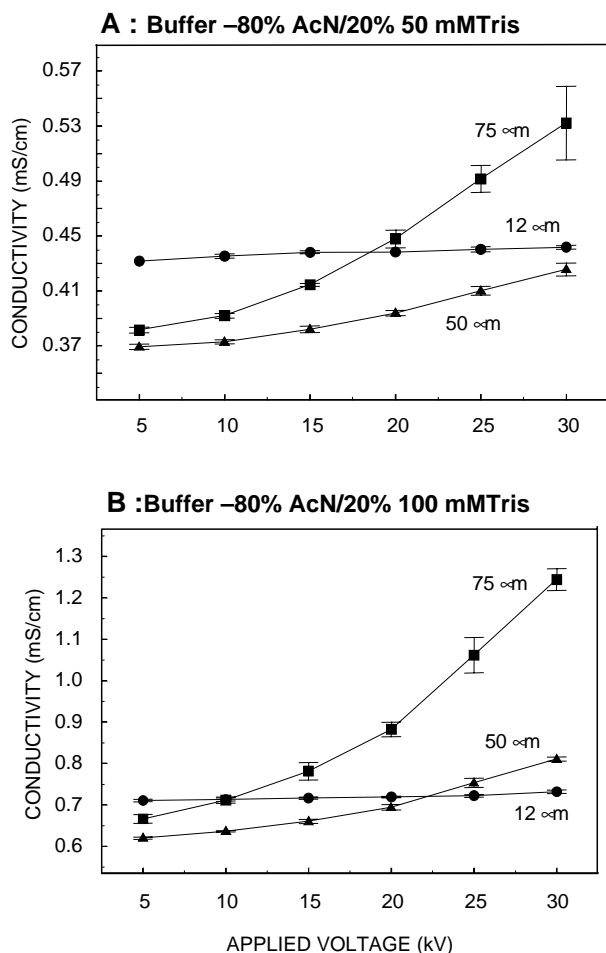 A : Buffer –80% AcN/20% 50 mMTris
CONDUCTIVITY (mS/cm)
0.57
0.53
0.49
0.45
0.41
0.37
75 ∝m
12 ∝m
50 ∝m
5 10 15 20 25 30
B :Buffer –80% AcN/20% 100 mMTris
CONDUCTIVITY (mS/cm)
1.3
1.2
1.1
1.0
0.9
0.8
0.7
0.6
75 ∝m
50 ∝m
12 ∝m
5 10 15 20 25 30
APPLIED VOLTAGE (kV)